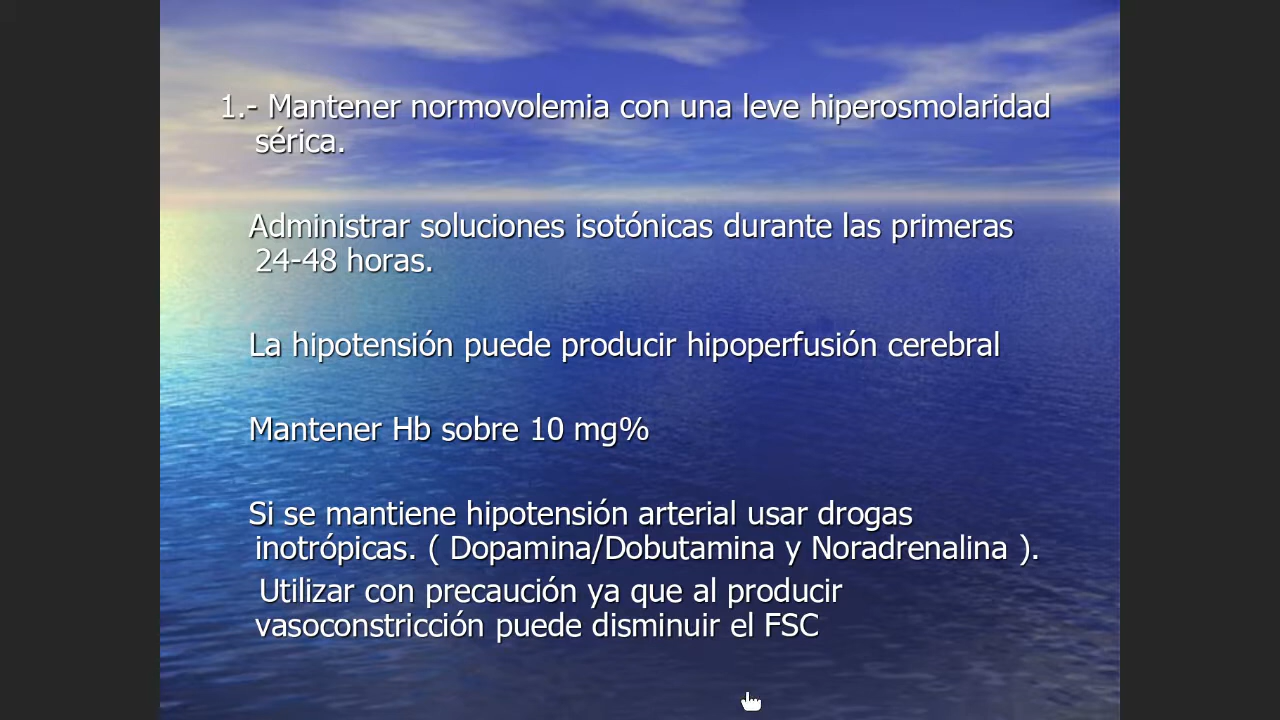 1.- Mantener normovolemia con una leve hiperosmolaridad
sérica.
Administrar soluciones isotónicas durante las primeras
24-48 horas.
La hipotensión puede producir hipoperfusión cerebral
Mantener Hb sobre 10 mg%
Si se mantiene hipotensión arterial usar drogas
inotrópicas. ( Dopamina/Dobutamina y Noradrenalina ).
Utilizar con precaución ya que al producir
vasoconstricción puede disminuir el FSC